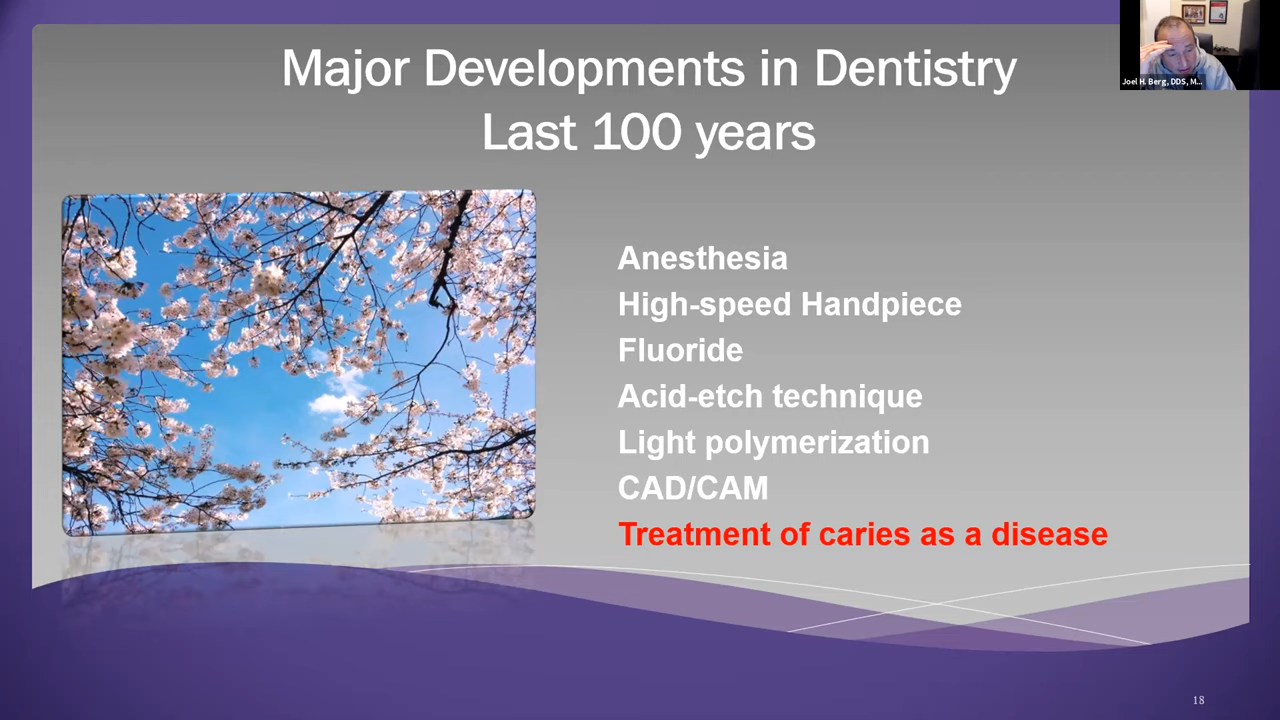 Major Developments in Dentistry
Last 100 years
Joel H. Berg, DDS, M...
Anesthesia
High-speed Handpiece
Fluoride
Acid-etch technique
Light polymerization
CAD/CAM
Treatment of caries as a disease
18